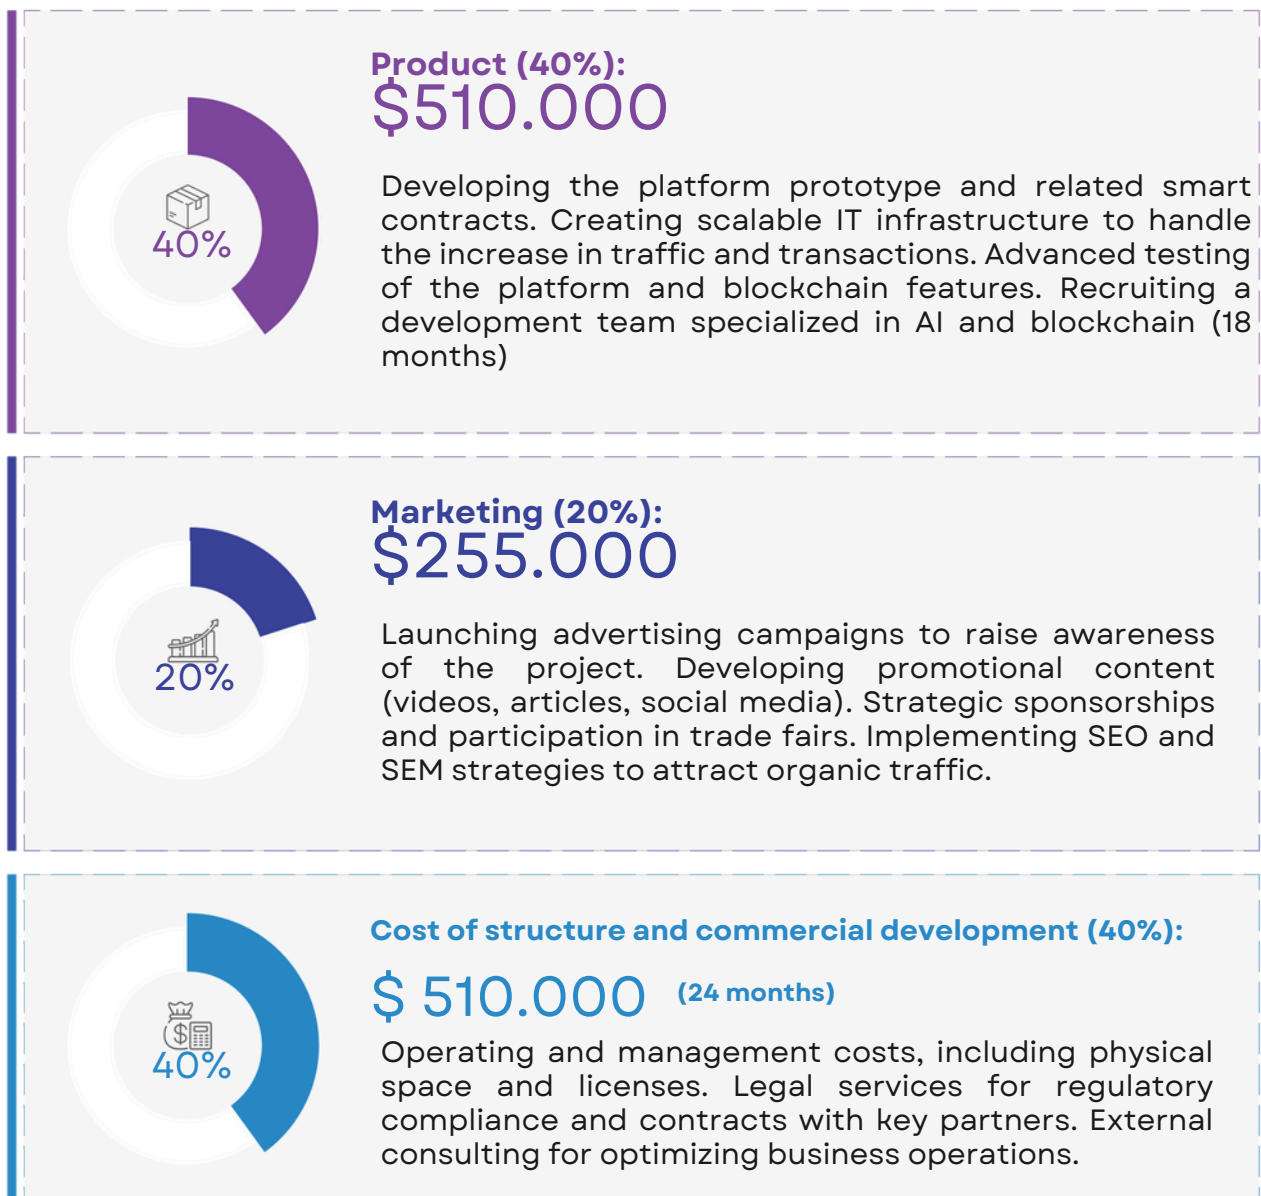 Product (40%):
$510.000
40%
Developing the platform prototype and related smart
contracts. Creating scalable IT infrastructure to handle
the increase in traffic and transactions. Advanced testing
of the platform and blockchain features. Recruiting a
development team specialized in AI and blockchain (18
months)
Marketing (20%):
$255.000
20%
Launching advertising campaigns to raise awareness
of the project. Developing promotional content
(videos, articles, social media). Strategic sponsorships
and participation in trade fairs. Implementing SEO and
SEM strategies to attract organic traffic.
Cost of structure and commercial development (40%):
$ 510.000 (24 months)
$
40%
Operating and management costs, including physical
space and licenses. Legal services for regulatory
compliance and contracts with key partners. External
consulting for optimizing business operations.